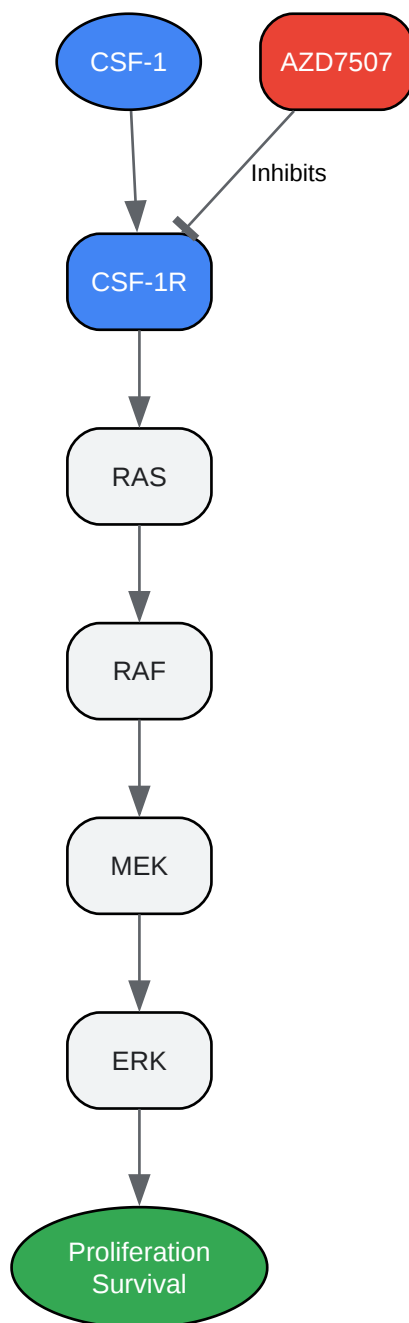 CSF-1
AZD7507
Inhibits
CSF-1R
RAS
RAF
MEK
ERK
Proliferation
Survival